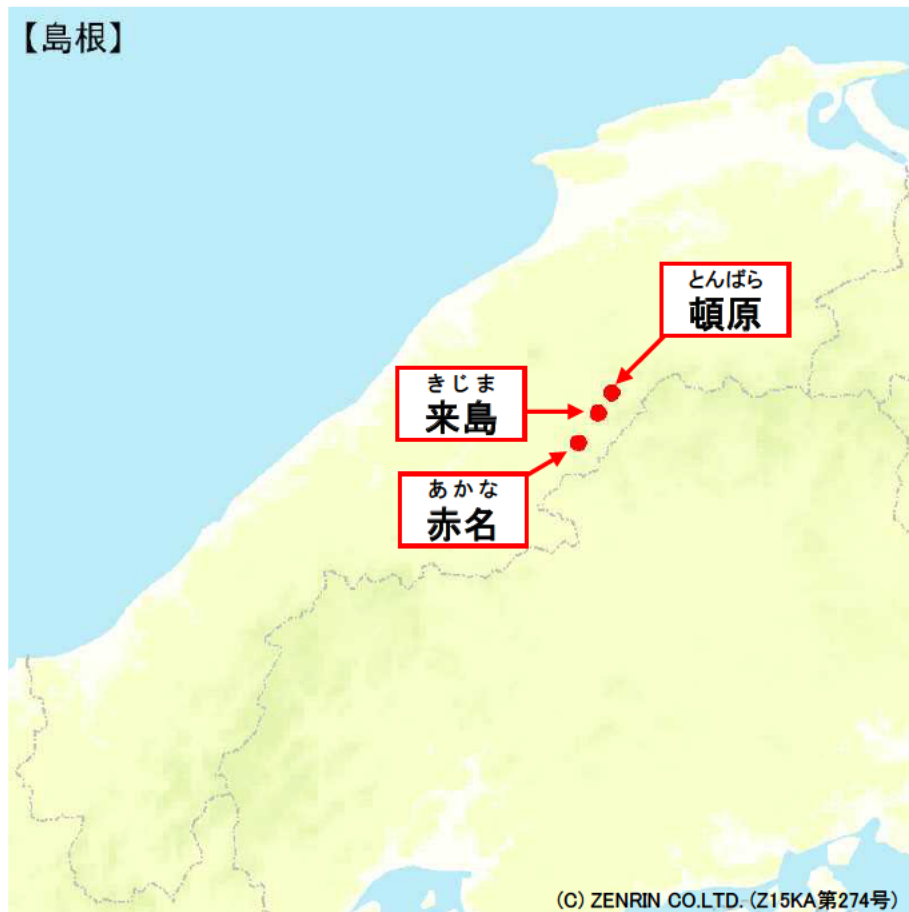 【島根】
とんばら
頓原
きじま
来島
あかな
赤名
(C) ZENRIN CO.LTD. (Z15KA第274号)